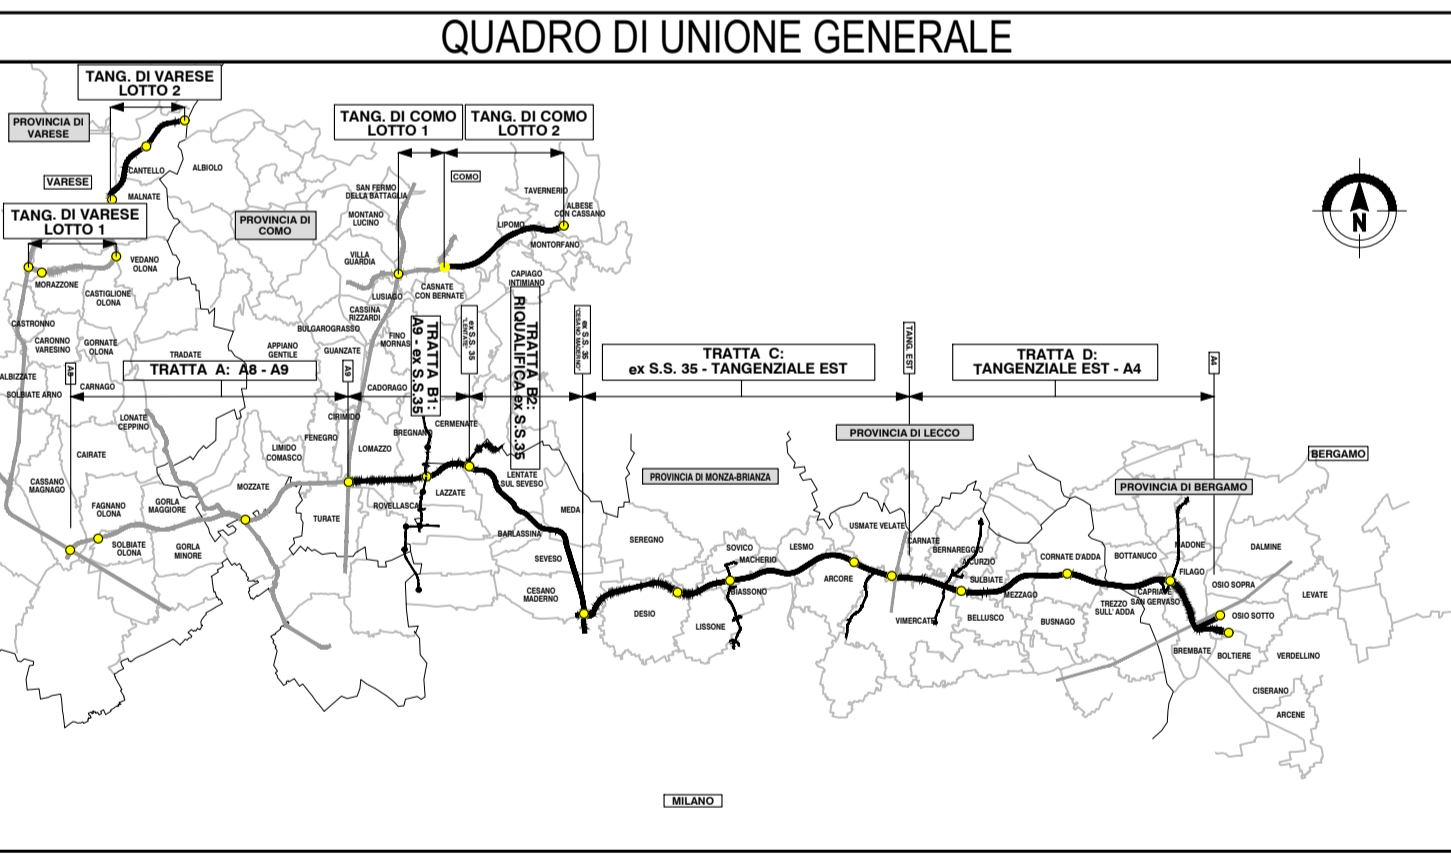 QUADRO DI UNIONE GENERALE
TANG. DI VARESE
LOTTO 2
PROVINCIA DI
VARESE
CANTELLO
ALBIOLO
VARESE
MALNATE
TANG. DI VARESE
LOTTO 1
TANG. DI COMO
LOTTO 1
TANG. DI COMO
LOTTO 2
COMO
SAN FERMO
DELLA BATTAGLIA
TAVERNERIO
ALBESE
CON CASSANO
PROVINCIA DI
COMO
MONTANO
LUCINO
LIPOMO
MONTORFANO
N
VEDANO
OLONA
VILLA
GUARDIA
MORAZZONE
CAPIAGO
INTIMIANO
CASTIGLIONE
OLONA
LUSIAGO
CASNATE
CON BERNATE
CASSINA
RIZZARDI
CASTRONNO
BULGAROGRASSO
CARONNO
VARESINO
GORNATE
OLONA
FINO
MORNAS
TRADATE
APPIANO
GENTILE
GUANZATE
TRATTA A: A8 - A9
A8
A9
TRATTA B1:
A9 - ex S.S.35
ex S.S. 35
"LENTATE"
TRATTA B2:
RIQUALIFICA ex S.S.35
ex S.S. 35
"CESANO MADERNO"
TRATTA C:
ex S.S. 35 - TANGENZIALE EST
TANG. EST
TRATTA D:
TANGENZIALE EST - A4
A4
ALBIZZATE
SOLBIATE ARNO
CARNAGO
CADORAGO
LONATE
CEPPINO
CIRIMIDO
FENEGRO
BREGNANO
CERMENATE
PROVINCIA DI LECCO
CAIRATE
LIMIDO
COMASCO
LOMAZZO
BERGAMO
CASSANO
MAGNAGO
MOZZATE
LENTATE
SUL SEVESO
PROVINCIA DI MONZA-BRIANZA
PROVINCIA DI BERGAMO
FAGNANO
OLONA
GORLA
MAGGIORE
ROVELLASCA
LAZZATE
MEDA
TURATE
BARLASSINA
SEREGNO
USMATE VELATE
CARNATE
SOLBIATE
OLONA
GORLA
MINORE
SEVESO
SOVICO
MACHERIO
LESMO
BERNAREGGIO
AICURZIO
CORNATE D'ADDA
BOTTANUCO
MADONE
DALMINE
ARCORE
SULBIATE
FILAGO
OSIO SOPRA
CESANO
MADERNO
BIASSONO
MEZZAGO
CAPRIATE
SAN GERVASO
LEVATE
DESIO
LISSONE
VIMERCATE
BELLUSCO
BUSNAGO
TREZZO
SULL' ADDA
OSIO SOTTO
BREMBATE
BOLTIERE
VERDELLINO
CISERANO
ARCENE
MILANO